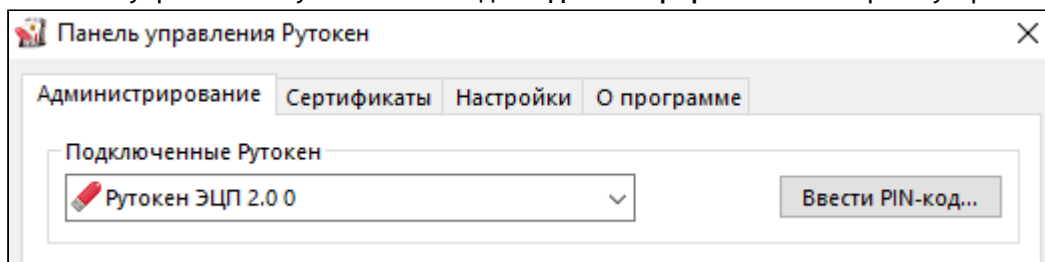 Панель управления Рутокен
Администрирование Сертификаты Настройки О программе
Подключенные Рутокен
Рутокен ЭЦП 2.0 0 Ввести PIN-код...